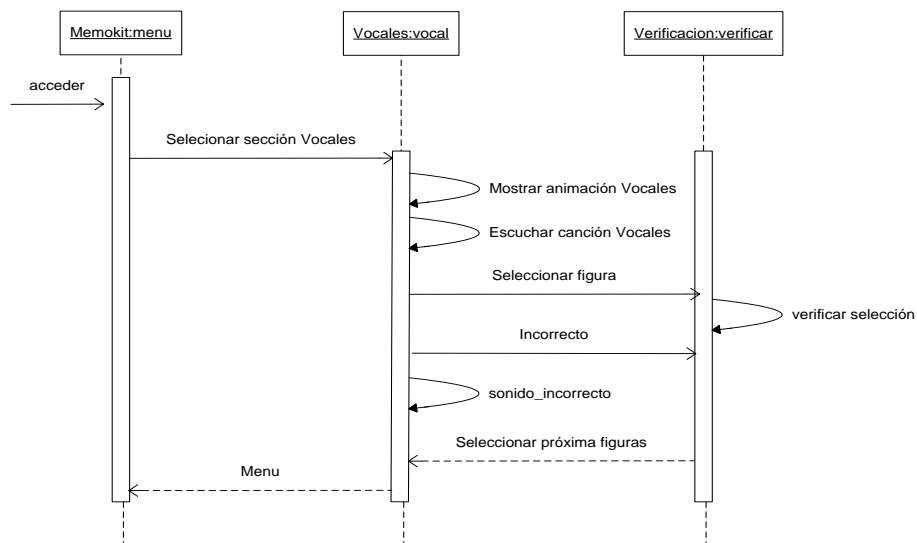 Memokit:menu
Vocales:vocal
Verificacion:verificar
acceder
Selecionar sección Vocales
Mostrar animación Vocales
Escuchar canción Vocales
Seleccionar figura
verificar selección
Incorrecto
sonido_incorrecto
Seleccionar próxima figuras
Menu